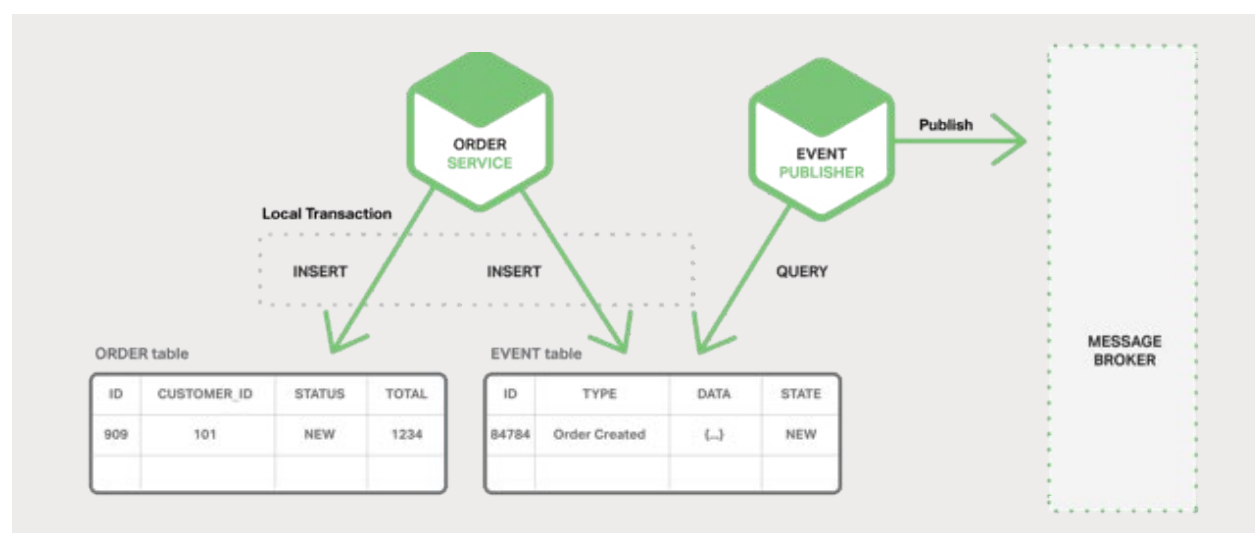 ORDER
SERVICE
EVENT
PUBLISHER
Publish
Local Transaction
INSERT
INSERT
QUERY
MESSAGE
BROKER
ORDER table
ID CUSTOMER_ID STATUS TOTAL
909 101 NEW 1234
EVENT table
ID TYPE DATA STATE
84784 Order Created {...} NEW